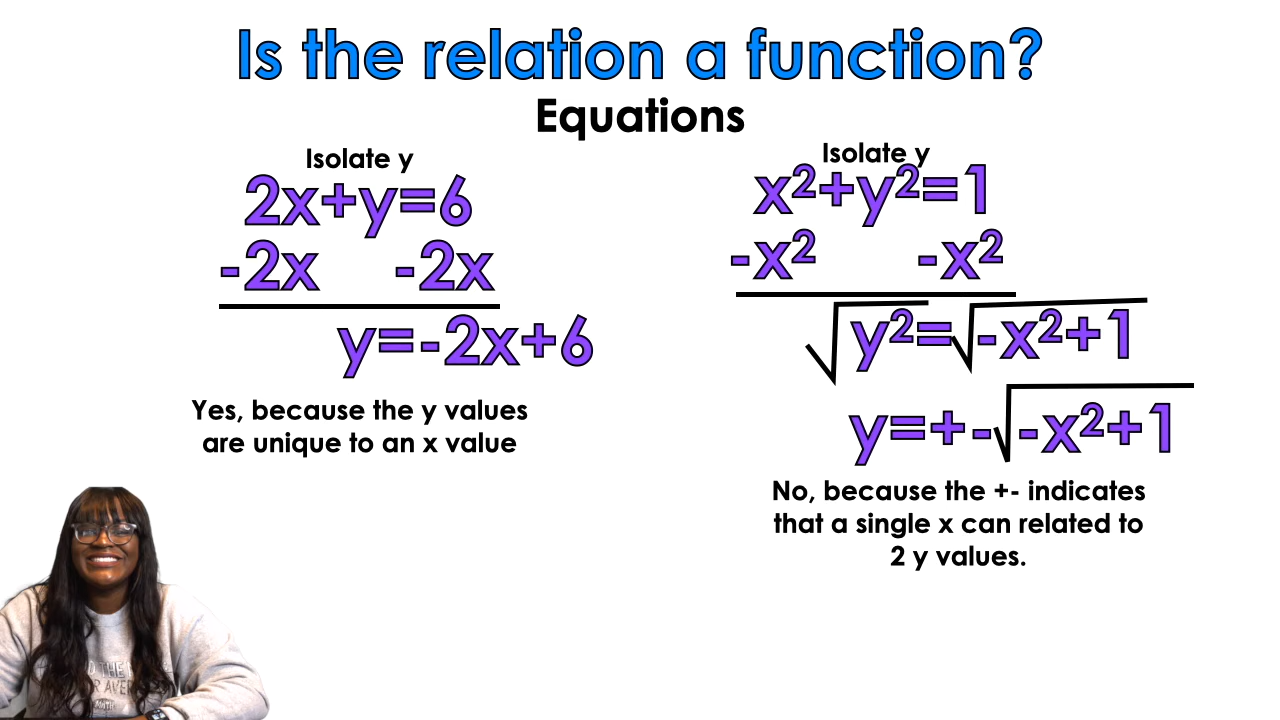 Is the relation a function?
Equations
Isolate y
2x+y=6
-2x -2x
y=-2x+6
Yes, because the y values
are unique to an x value
Isolate y
x²+y²=1
-x² -x²
√y²=√-x²+1
y=+-√-x²+1
No, because the +- indicates
that a single x can related to
2 y values.
THE
R AVER